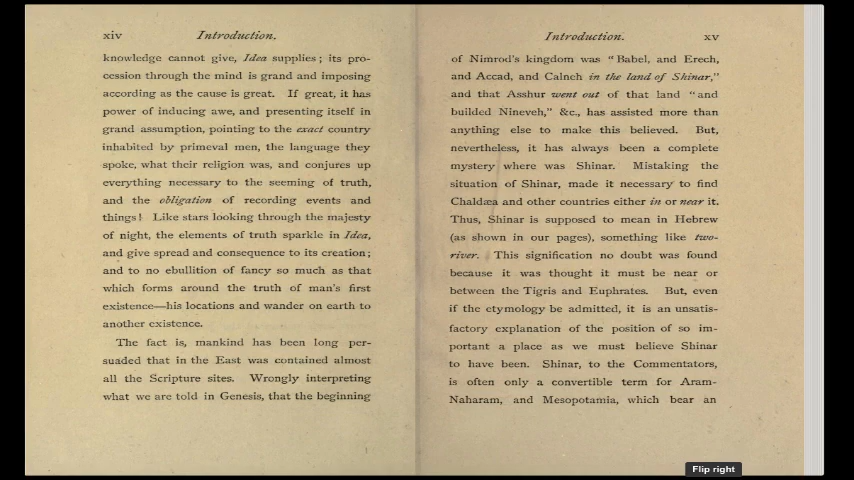 xiv Introduction.
knowledge cannot give, Idea supplies; its pro-
cession through the mind is grand and imposing
according as the cause is great. If great, it has
power of inducing awe, and presenting itself in
grand assumption, pointing to the exact country
inhabited by primeval men, the language they
spoke, what their religion was, and conjures up
everything necessary to the seeming of truth,
and the obligation of recording events and
things! Like stars looking through the majesty
of night, the elements of truth sparkle in Idea,
and give spread and consequence to its creation;
and to no ebullition of fancy so much as that
which forms around the truth of man's first
existence—his locations and wander on earth to
another existence.
The fact is, mankind has been long per-
suaded that in the East was contained almost
all the Scripture sites. Wrongly interpreting
what we are told in Genesis, that the beginning
Introduction. xv
of Nimrod's kingdom was "Babel, and Erech,
and Accad, and Calneh in the land of Shinar,"
and that Asshur went out of that land "and
builded Nineveh," &c., has assisted more than
anything else to make this believed. But,
nevertheless, it has always been a complete
mystery where was Shinar. Mistaking the
situation of Shinar, made it necessary to find
Chaldæa and other countries either in or near it.
Thus, Shinar is supposed to mean in Hebrew
(as shown in our pages), something like two-
river. This signification no doubt was found
because it was thought it must be near or
between the Tigris and Euphrates. But, even
if the etymology be admitted, it is an unsatis-
factory explanation of the position of so im-
portant a place as we must believe Shinar
to have been. Shinar, to the Commentators,
is often only a convertible term for Aram-
Naharam, and Mesopotamia, which bear an
Flip right